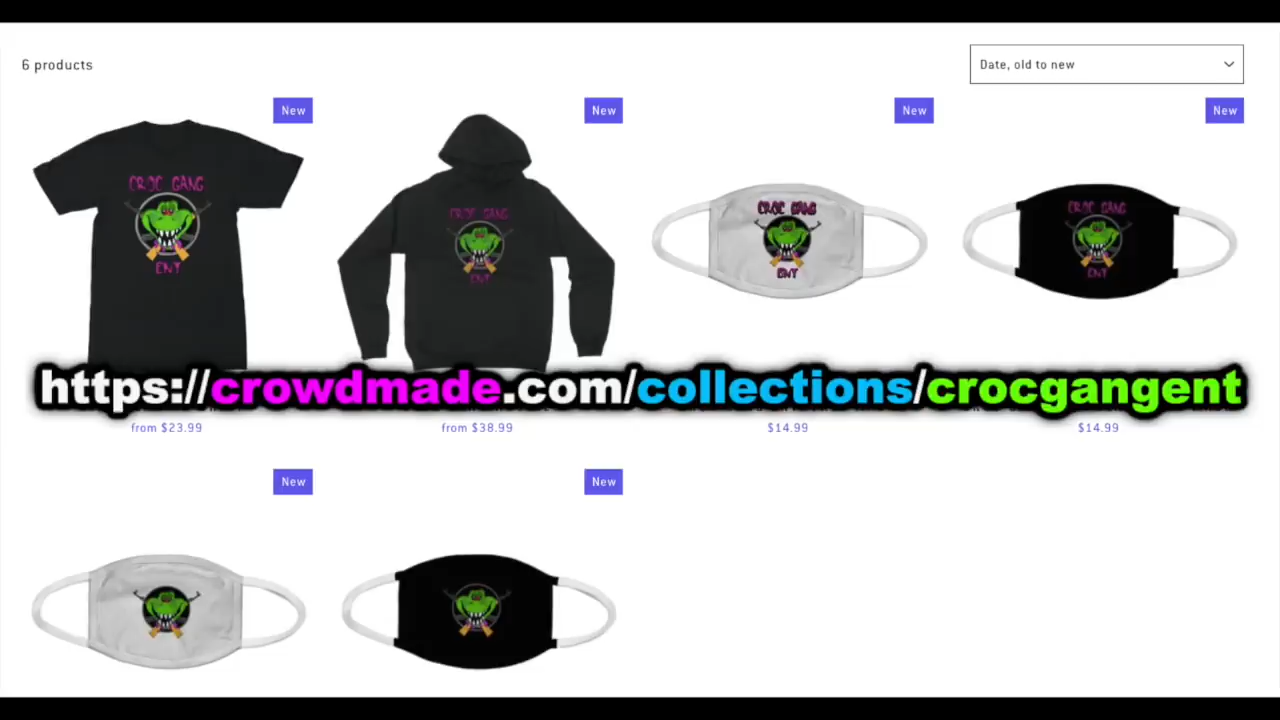 6 products
Date, old to new
New
New
New
New
CROC GANG
ENT
CROC GANG
ENT
CROC GANG
ENT
CROC GANG
ENT
https://crowdmade.com/collections/crocgangent
from $23.99
from $38.99
$14.99
$14.99
New
New